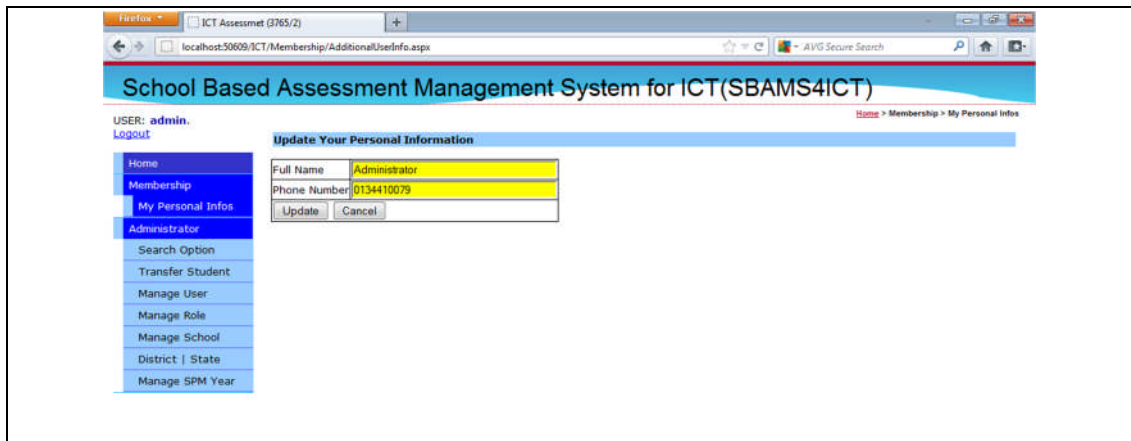 Firefox
ICT Assessmet (3765/2)
localhost:50609/ICT/Membership/AdditionalUserInfo.aspx
AVG Secure Search
School Based Assessment Management System for ICT(SBAMS4ICT)
USER: admin.
Home > Membership > My Personal Infos
Logout
Update Your Personal Information
Home
Full Name Administrator
Membership
Phone Number 0134410079
My Personal Infos
Update Cancel
Administrator
Search Option
Transfer Student
Manage User
Manage Role
Manage School
District | State
Manage SPM Year